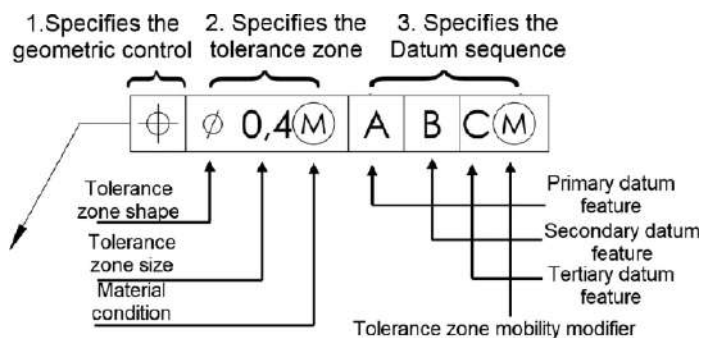 1.Specifies the
geometric control
2. Specifies the
tolerance zone
3. Specifies the
Datum sequence
⌖ ⌀ 0,4Ⓜ A B CⓂ
Tolerance
zone shape
Tolerance
zone size
Material
condition
Primary datum
feature
Secondary datum
feature
Tertiary datum
feature
Tolerance zone mobility modifier